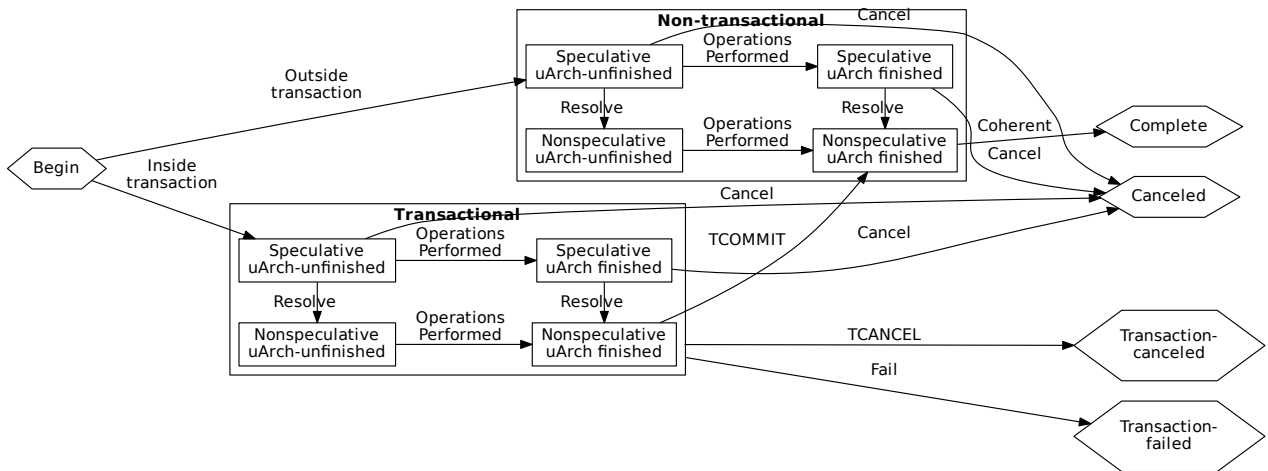 Non-transactional
Cancel
Speculative
uArch-unfinished
Operations
Performed
Speculative
uArch finished
Outside
transaction
Resolve
Resolve
Nonspeculative
uArch-unfinished
Operations
Performed
Nonspeculative
uArch finished
Coherent
Complete
Cancel
Begin
Inside
transaction
Canceled
Transactional
Cancel
Speculative
uArch-unfinished
Operations
Performed
Speculative
uArch finished
TCOMMIT
Cancel
Resolve
Resolve
Nonspeculative
uArch-unfinished
Operations
Performed
Nonspeculative
uArch finished
TCANCEL
Transaction-
canceled
Fail
Transaction-
failed